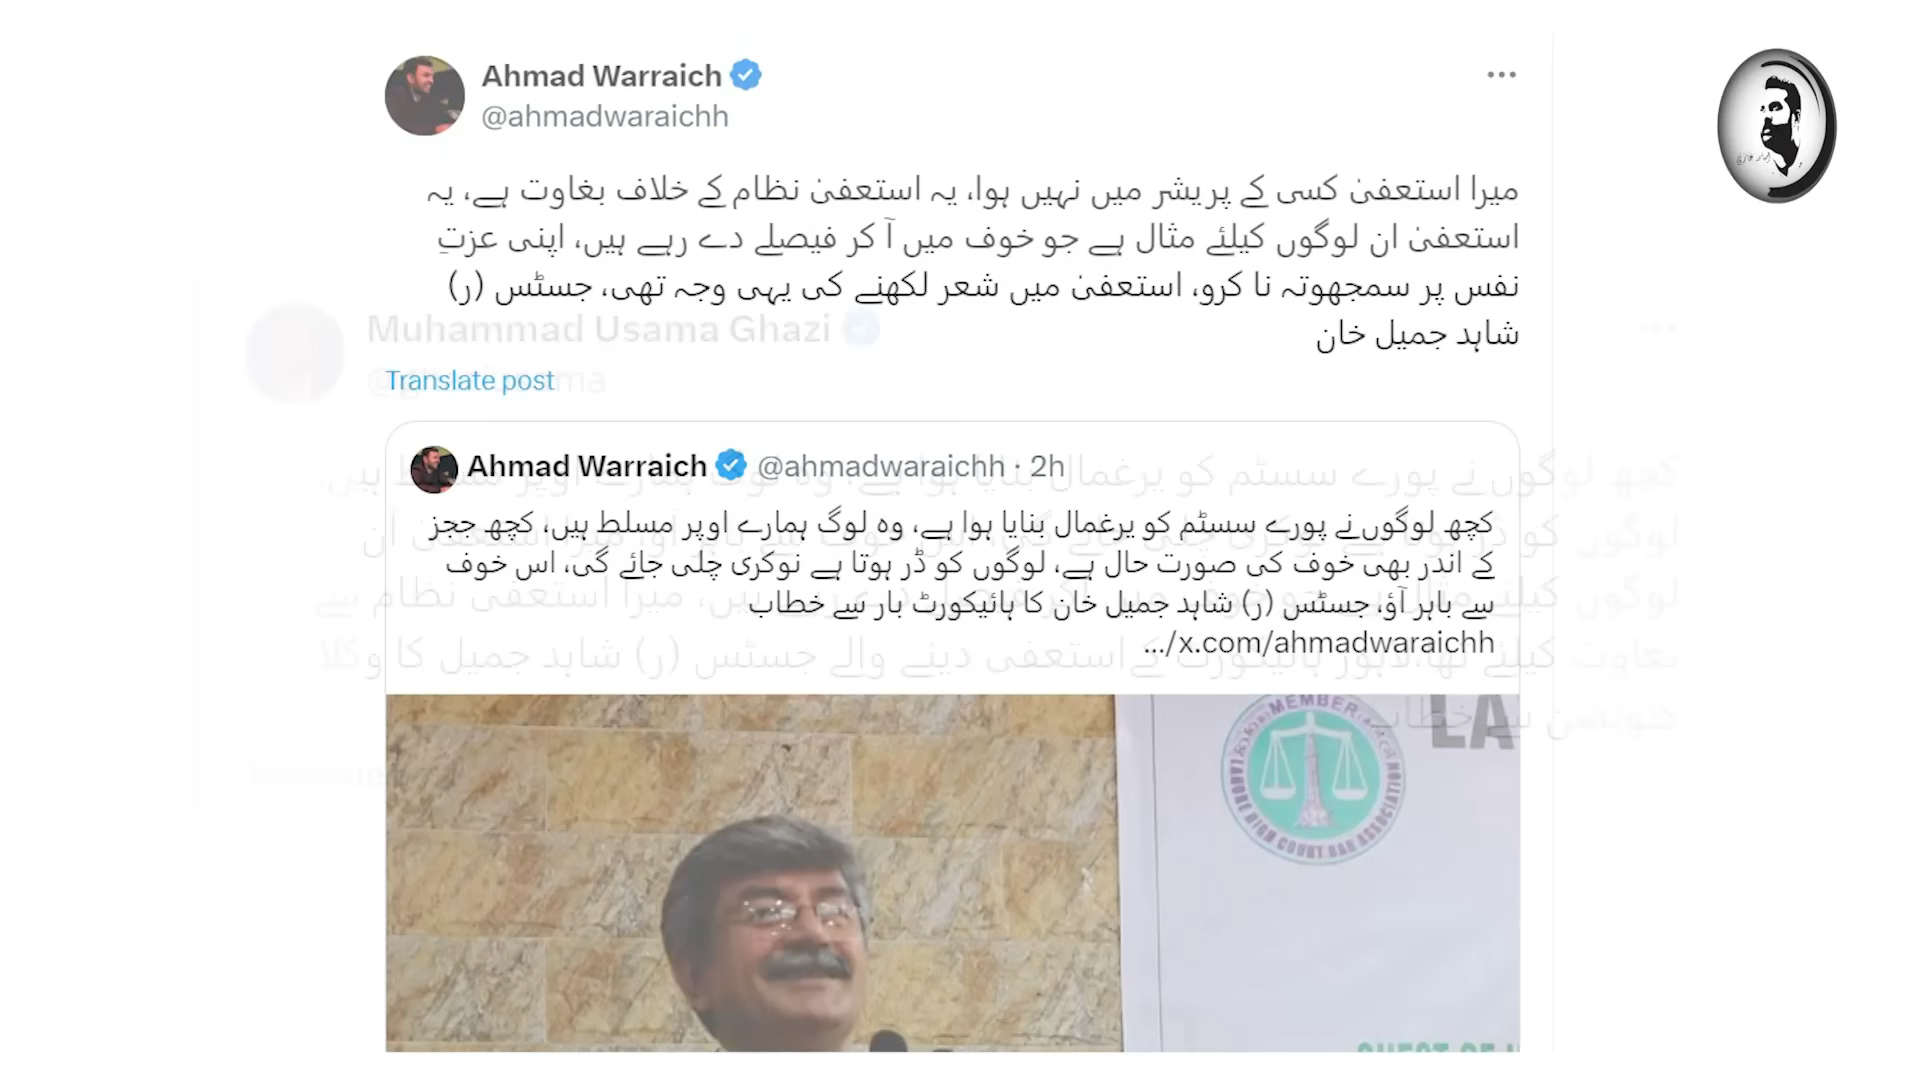 Ahmad Warraich
@ahmadwaraichh
میرا استعفیٰ کسی کے پریشر میں نہیں ہوا، یہ استعفیٰ نظام کے خلاف بغاوت ہے، یہ
استعفیٰ ان لوگوں کیلئے مثال ہے جو خوف میں آ کر فیصلے دے رہے ہیں، اپنی عزتِ
نفس پر سمجھوتہ نا کرو، استعفیٰ میں شعر لکھنے کی یہی وجہ تھی، جسٹس (ر)
شاہد جمیل خان
Muhammad Usama Ghazi
Translate post
Ahmad Warraich @ahmadwaraichh · 2h
کچھ لوگوں نے پورے سسٹم کو یرغمال بنایا ہوا ہے، وہ لوگ ہمارے اوپر مسلط ہیں، کچھ ججز
کے اندر بھی خوف کی صورت حال ہے، لوگوں کو ڈر ہوتا ہے نوکری چلی جائے گی، اس خوف
سے باہر آؤ، جسٹس (ر) شاہد جمیل خان کا ہائیکورٹ بار سے خطاب
x.com/ahmadwaraichh/...
MEMBER
LAHORE HIGH COURT BAR ASSOCIATION
LA
GUEST OF